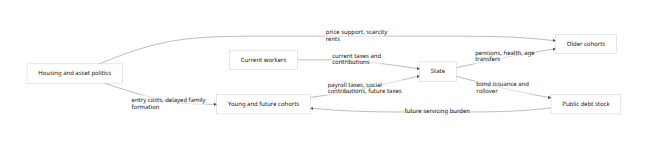 price support, scarcity
rents
Older cohorts
Current workers
current taxes and
contributions
pensions, health, age
transfers
Housing and asset politics
State
payroll taxes, social
contributions, future taxes
bond issuance and
rollover
entry costs, delayed family
formation
Young and future cohorts
Public debt stock
future servicing burden